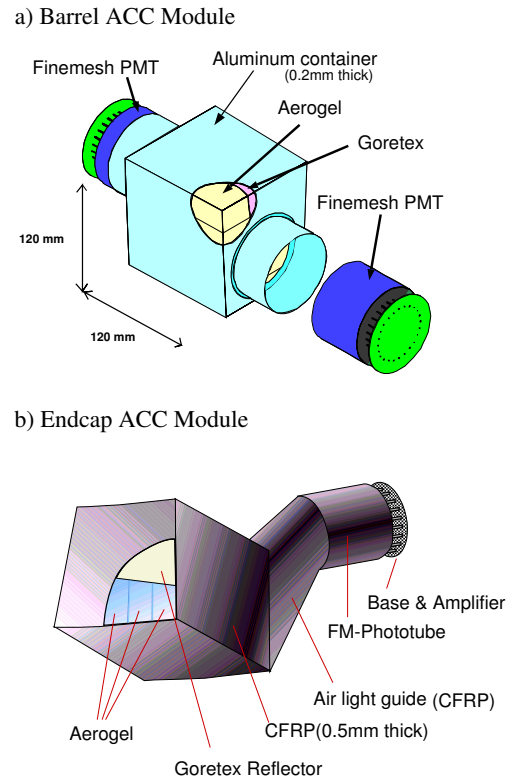 a) Barrel ACC Module
Aluminum container
(0.2mm thick)
Finemesh PMT
Aerogel
Goretex
Finemesh PMT
120 mm
120 mm
b) Endcap ACC Module
Base & Amplifier
FM-Phototube
Air light guide (CFRP)
CFRP(0.5mm thick)
Aerogel
Goretex Reflector